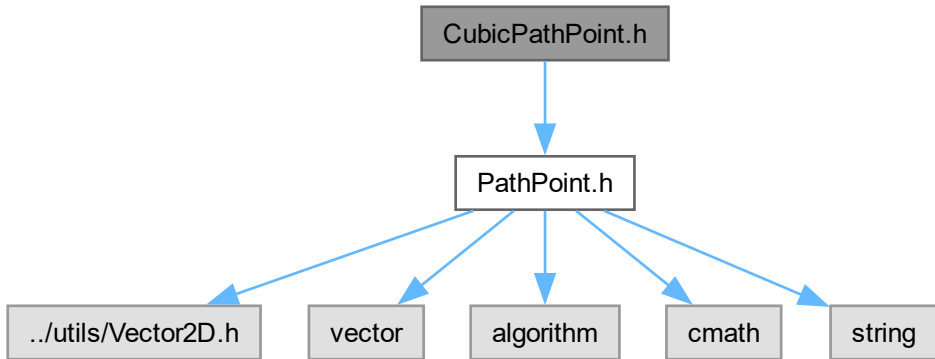 CubicPathPoint.h
PathPoint.h
../utils/Vector2D.h
vector
algorithm
cmath
string